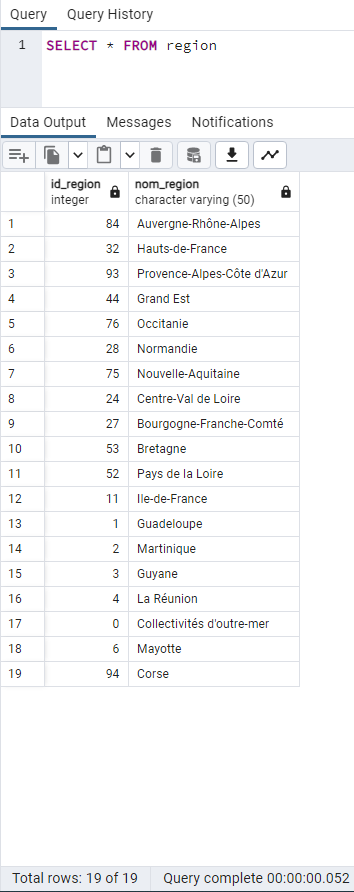 Query Query History
1 SELECT * FROM region
Data Output Messages Notifications
id_region nom_region
integer character varying (50)
1 84 Auvergne-Rhône-Alpes
2 32 Hauts-de-France
3 93 Provence-Alpes-Côte d'Azur
4 44 Grand Est
5 76 Occitanie
6 28 Normandie
7 75 Nouvelle-Aquitaine
8 24 Centre-Val de Loire
9 27 Bourgogne-Franche-Comté
10 53 Bretagne
11 52 Pays de la Loire
12 11 Ile-de-France
13 1 Guadeloupe
14 2 Martinique
15 3 Guyane
16 4 La Réunion
17 0 Collectivités d'outre-mer
18 6 Mayotte
19 94 Corse
Total rows: 19 of 19 Query complete 00:00:00.052